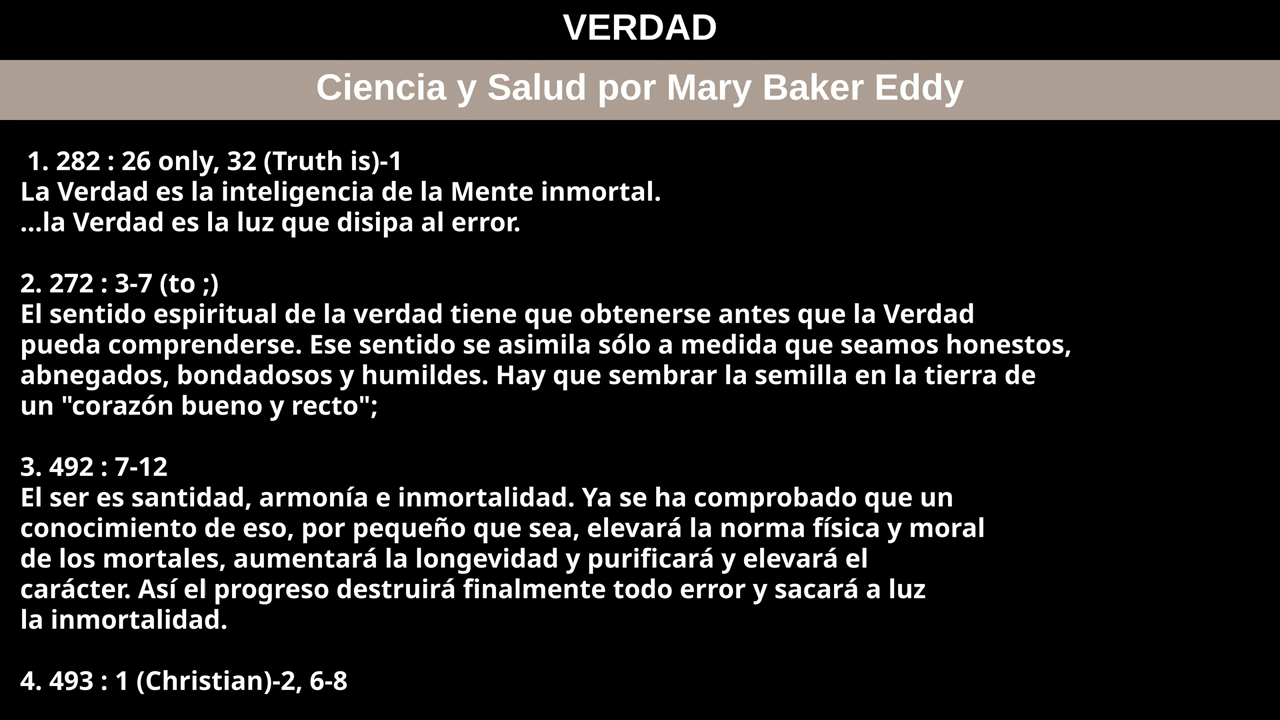 VERDAD
Ciencia y Salud por Mary Baker Eddy
1. 282 : 26 only, 32 (Truth is)-1
La Verdad es la inteligencia de la Mente inmortal.
...la Verdad es la luz que disipa al error.
2. 272 : 3-7 (to ;)
El sentido espiritual de la verdad tiene que obtenerse antes que la Verdad
pueda comprenderse. Ese sentido se asimila sólo a medida que seamos honestos,
abnegados, bondadosos y humildes. Hay que sembrar la semilla en la tierra de
un "corazón bueno y recto";
3. 492 : 7-12
El ser es santidad, armonía e inmortalidad. Ya se ha comprobado que un
conocimiento de eso, por pequeño que sea, elevará la norma física y moral
de los mortales, aumentará la longevidad y purificará y elevará el
carácter. Así el progreso destruirá finalmente todo error y sacará a luz
la inmortalidad.
4. 493 : 1 (Christian)-2, 6-8